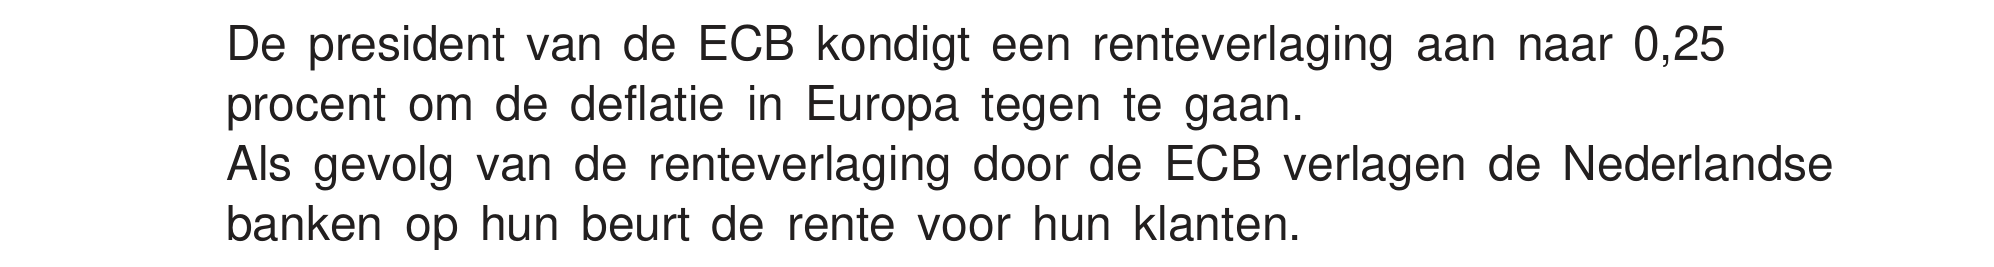 De president van de ECB kondigt een renteverlaging aan naar 0,25
procent om de deflatie in Europa tegen te gaan.
Als gevolg van de renteverlaging door de ECB verlagen de Nederlandse
banken op hun beurt de rente voor hun klanten.